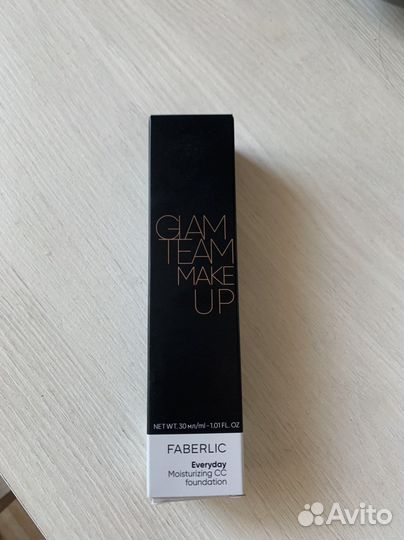 GLAM
TEAM
MAKE
UP
NET WT. 30 мл/ml - 1.01 FL. OZ
FABERLIC
Everyday
Moisturizing CC
foundation
Avito